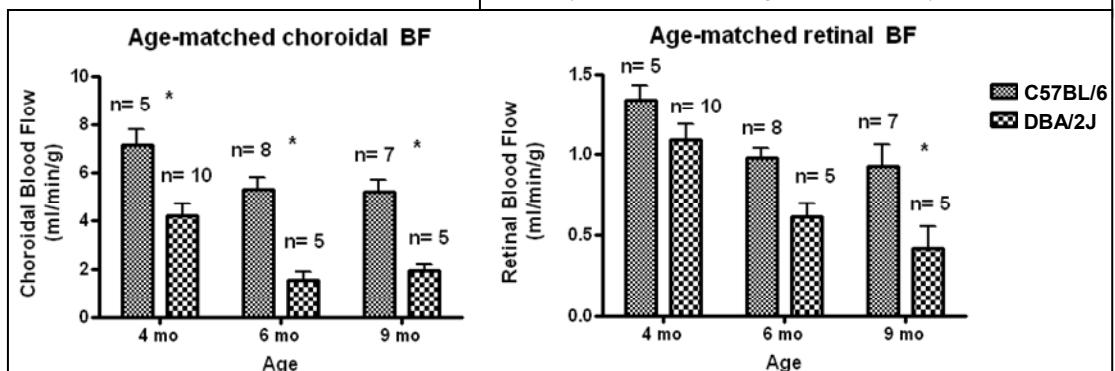 Age-matched choroidal BF
Choroidal Blood Flow
(ml/min/g)
10
8
6
4
2
0
n= 5
*
n= 10
n= 8
*
n= 5
n= 7
*
n= 5
4 mo
6 mo
9 mo
Age
Age-matched retinal BF
Retinal Blood Flow
(ml/min/g)
1.5
1.0
0.5
0.0
n= 5
n= 10
n= 8
n= 5
n= 7
*
n= 5
4 mo
6 mo
9 mo
Age
C57BL/6
DBA/2J